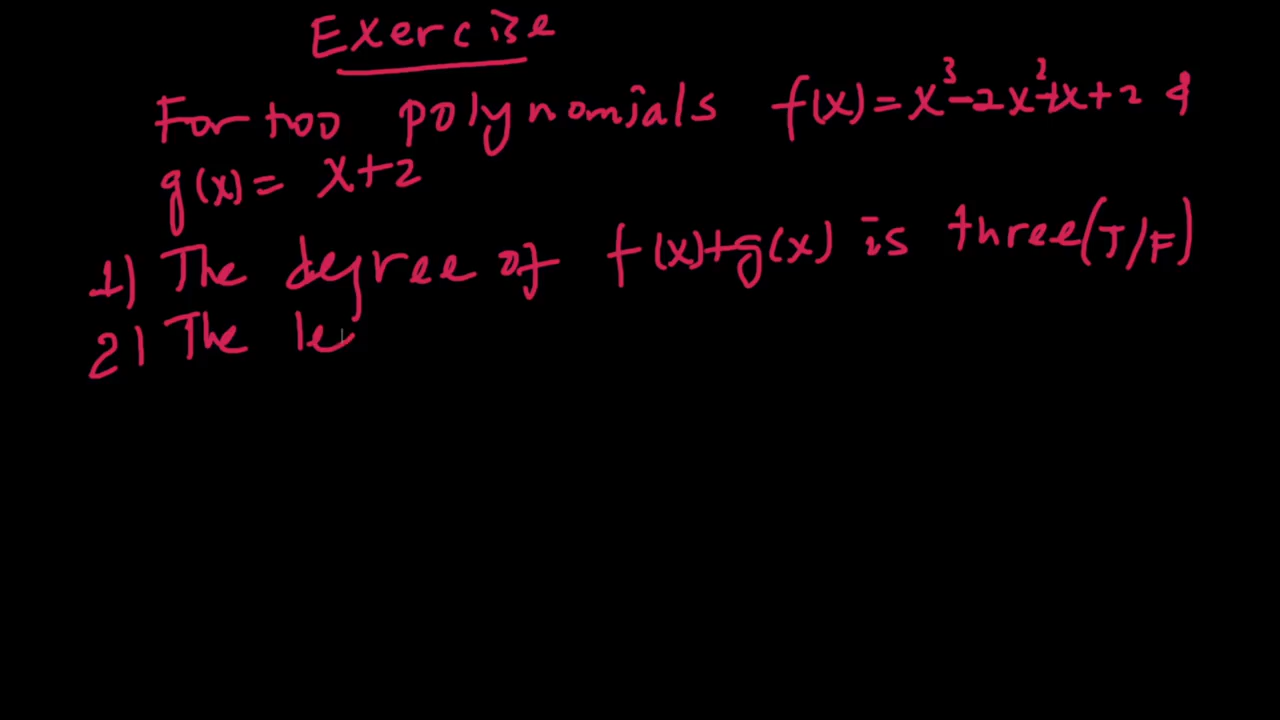 Exercise
For two polynomials f(x) = x³-2x²+x+2 &
g(x) = x+2
1) The degree of f(x)+g(x) is three (T/F)
2) The le